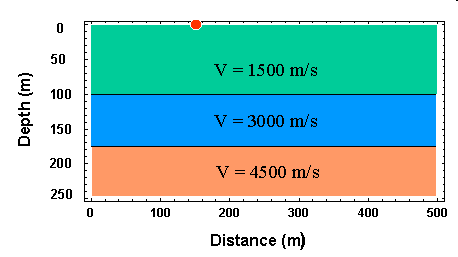 0
50
100
150
200
250
Depth (m)
V = 1500 m/s
V = 3000 m/s
V = 4500 m/s
0 100 200 300 400 500
Distance (m)